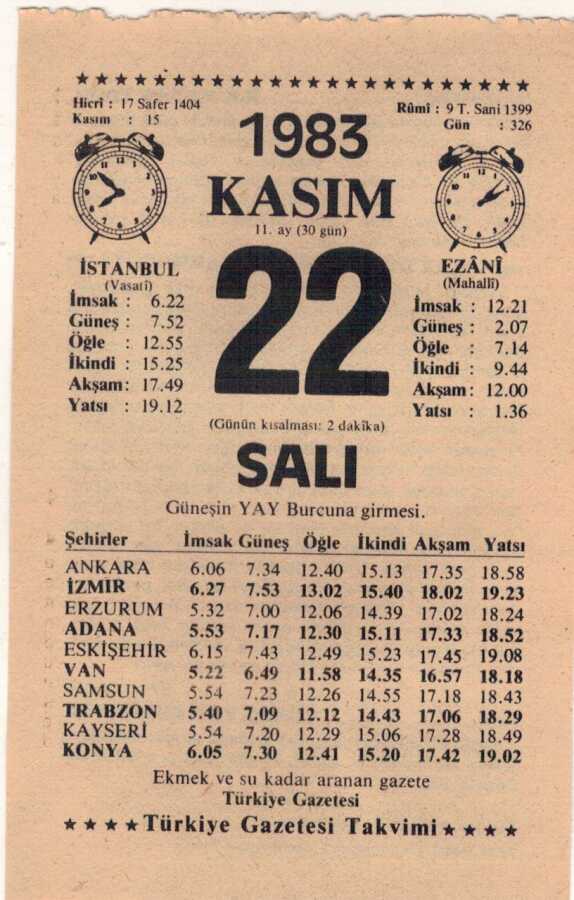 ★★★★★★★★★★★★★★★★★★★★★★★★
Hicrî : 17 Safer 1404
Kasım : 15
1983
Rûmî : 9 T. Sani 1399
Gün : 326
KASIM
11. ay (30 gün)
22
İSTANBUL
(Vasatî)
İmsak : 6.22
Güneş : 7.52
Öğle : 12.55
İkindi : 15.25
Akşam: 17.49
Yatsı : 19.12
EZÂNÎ
(Mahallî)
İmsak : 12.21
Güneş : 2.07
Öğle : 7.14
İkindi : 9.44
Akşam : 12.00
Yatsı : 1.36
(Günün kısalması: 2 dakîka)
SALI
Güneşin YAY Burcuna girmesi.
Şehirler İmsak Güneş Öğle İkindi Akşam Yatsı
ANKARA 6.06 7.34 12.40 15.13 17.35 18.58
İZMİR 6.27 7.53 13.02 15.40 18.02 19.23
ERZURUM 5.32 7.00 12.06 14.39 17.02 18.24
ADANA 5.53 7.17 12.30 15.11 17.33 18.52
ESKİŞEHİR 6.15 7.43 12.49 15.23 17.45 19.08
VAN 5.22 6.49 11.58 14.35 16.57 18.18
SAMSUN 5.54 7.23 12.26 14.55 17.18 18.43
TRABZON 5.40 7.09 12.12 14.43 17.06 18.29
KAYSERİ 5.54 7.20 12.29 15.06 17.28 18.49
KONYA 6.05 7.30 12.41 15.20 17.42 19.02
Ekmek ve su kadar aranan gazete
Türkiye Gazetesi
★★★★Türkiye Gazetesi Takvimi★★★★